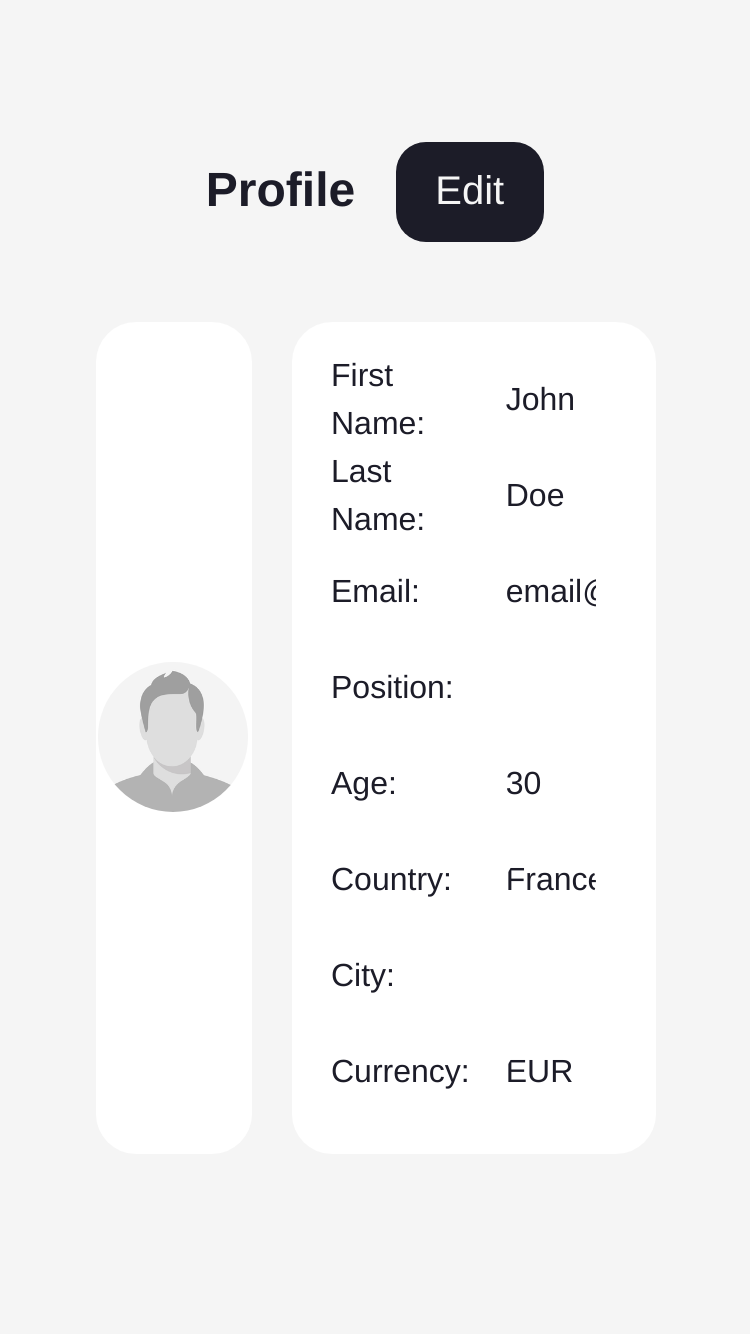 Profile
Edit
First
Name:
John
Last
Name:
Doe
Email:
email@
Position:
Age:
30
Country:
France
City:
Currency:
EUR